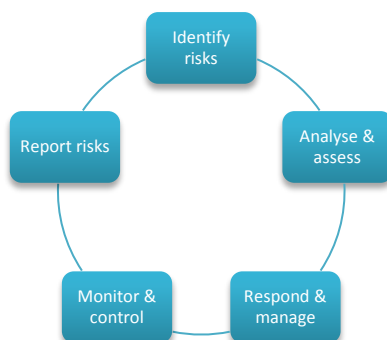 Identify
risks
Analyse &
assess
Respond &
manage
Monitor &
control
Report risks